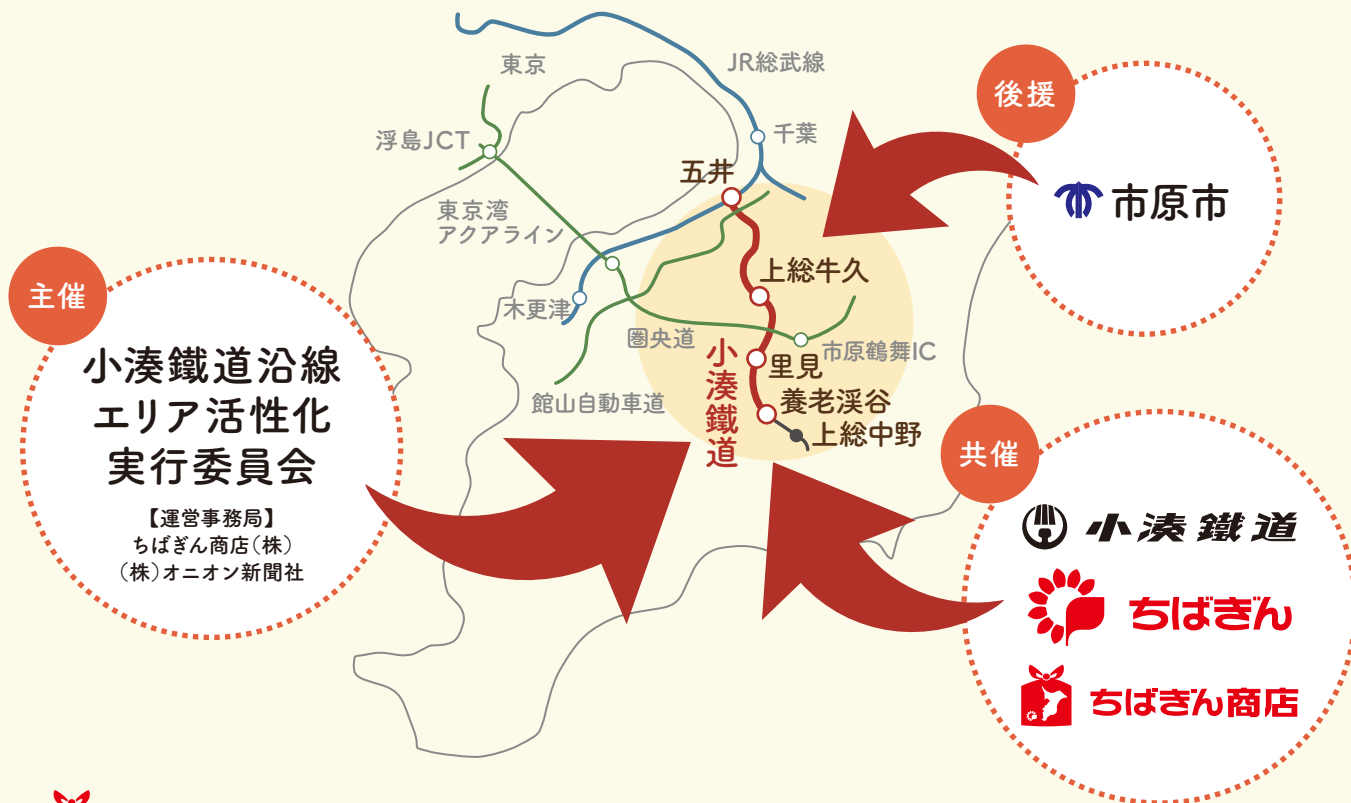 東京
JR総武線
後援
千葉
浮島JCT
五井
市原市
東京湾
アクアライン
上総牛久
主催
木更津
圏央道
市原鶴舞IC
小湊鐵道
里見
小湊鐵道沿線
エリア活性化
実行委員会
館山自動車道
養老渓谷
上総中野
共催
【運営事務局】
ちばぎん商店(株)
(株)オニオン新聞社
小湊鐵道
ちばぎん
ちばぎん商店